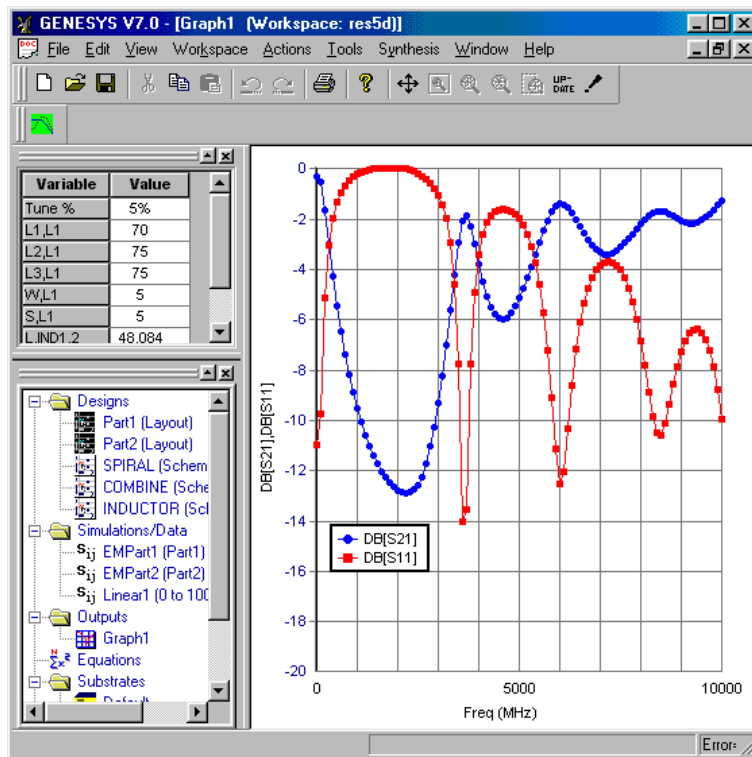 GENESYS V7.0 - [Graph1 (Workspace: res5d)]
File Edit View Workspace Actions Tools Synthesis Window Help
UP-
DATE
Variable Value
Tune % 5%
L1,L1 70
L2,L1 75
L3,L1 75
W,L1 5
S,L1 5
L.IND1.2 48.084
Designs
Part1 (Layout)
Part2 (Layout)
SPIRAL (Schem
COMBINE (Sche
INDUCTOR (Scl
Simulations/Data
Sij EMPart1 (Part1)
Sij EMPart2 (Part2)
Sij Linear1 (0 to 100
Outputs
Graph1
Equations
Substrates
Default
DB[S21],DB[S11]
0
-2
-4
-6
-8
-10
-12
-14
-16
-18
-20
DB[S21]
DB[S11]
0 5000 10000
Freq (MHz)
Error: